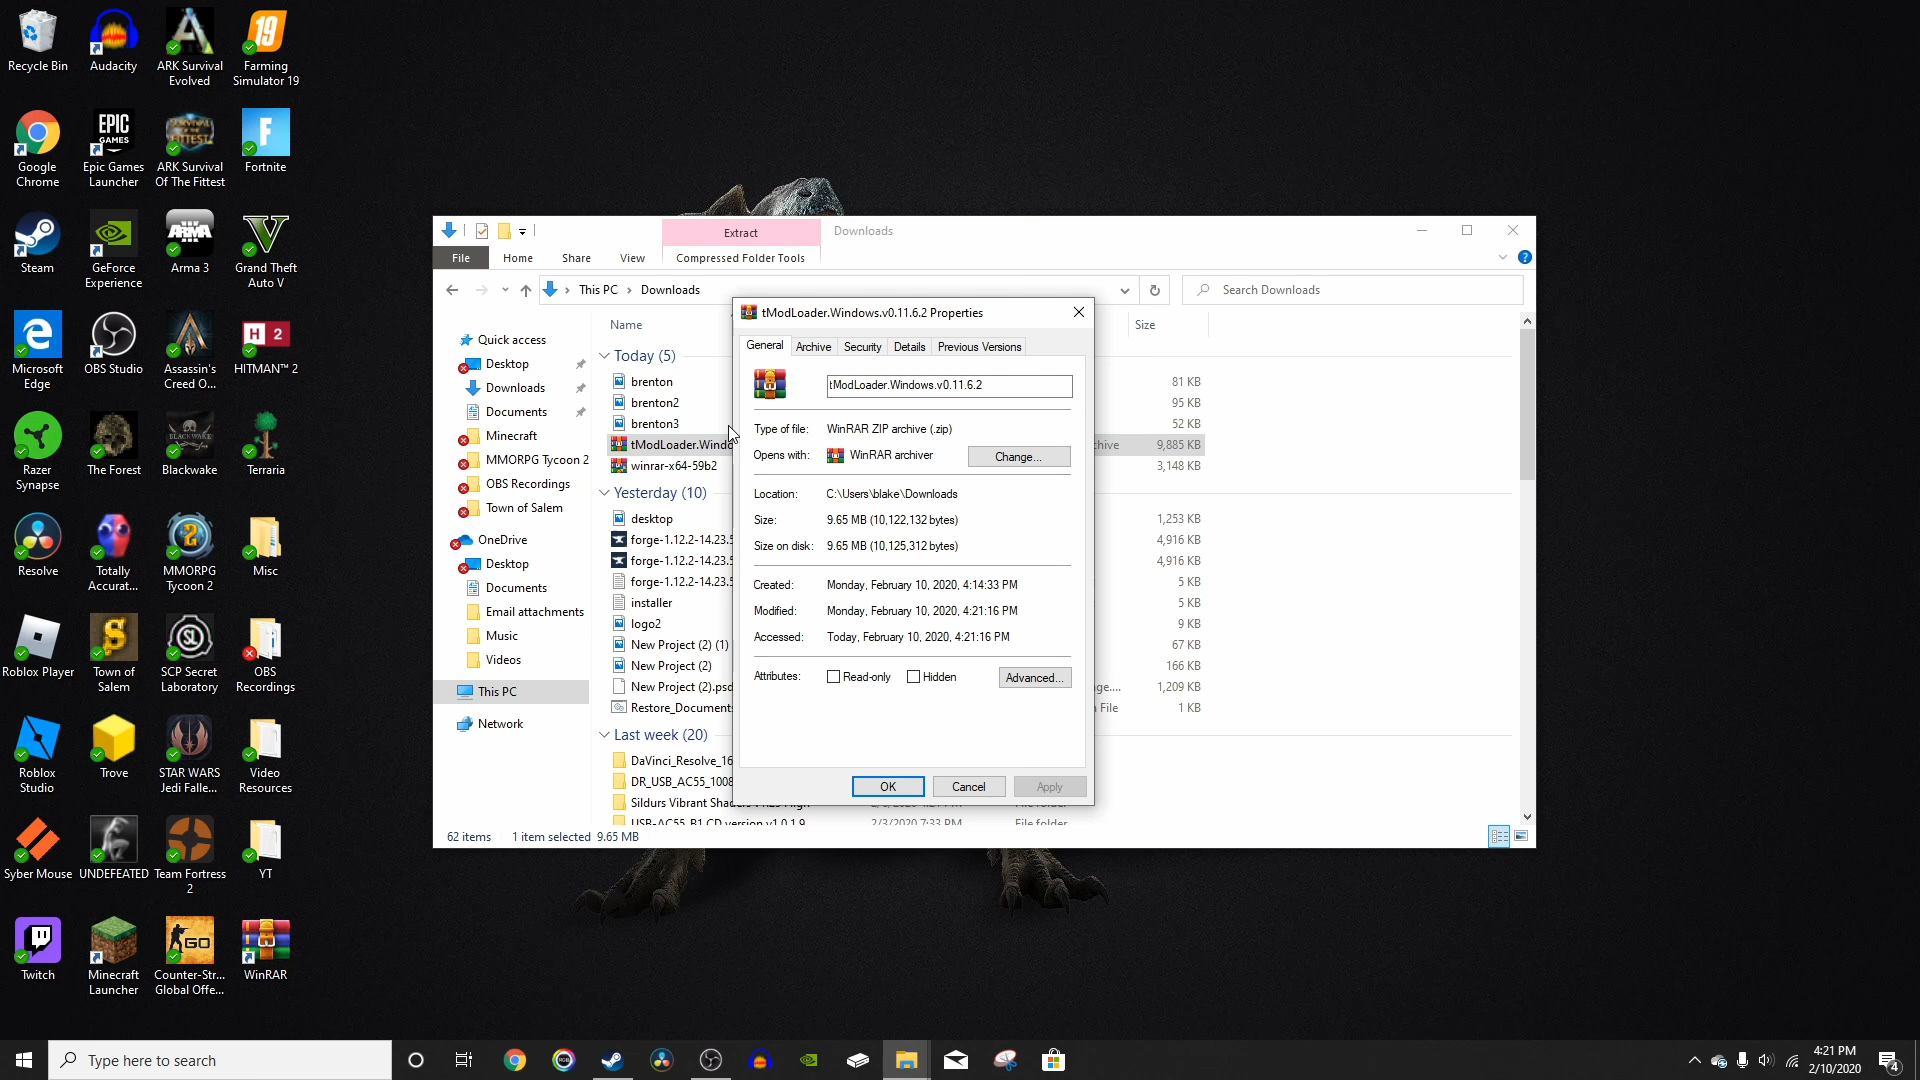 Recycle Bin
Audacity
ARK Survival
Evolved
19
Farming
Simulator 19
Google
Chrome
EPIC
GAMES
Epic Games
Launcher
ARK Survival
Of The Fittest
F
Fortnite
Steam
GeForce
Experience
ARMA
Arma 3
Grand Theft
Auto V
Microsoft
Edge
OBS Studio
Assassin's
Creed O...
H 2
HITMAN™ 2
Razer
Synapse
The Forest
BLACKWAKE
Blackwake
Terraria
Resolve
Totally
Accurat...
MMORPG
Tycoon 2
Misc
Roblox Player
Town of
Salem
SCP Secret
Laboratory
OBS
Recordings
Roblox
Studio
Trove
STAR WARS
Jedi Falle...
Video
Resources
Syber Mouse
UNDEFEATED
Team Fortress
2
YT
Twitch
Minecraft
Launcher
GO
Counter-Str...
Global Offe...
WinRAR
Extract
Downloads
File
Home
Share
View
Compressed Folder Tools
This PC
Downloads
Search Downloads
Quick access
Desktop
Downloads
Documents
Minecraft
MMORPG Tycoon 2
OBS Recordings
Town of Salem
OneDrive
Desktop
Documents
Email attachments
Music
Videos
This PC
Network
Name
Size
Today (5)
brenton
81 KB
brenton2
95 KB
brenton3
52 KB
tModLoader.Windo
chive
9,885 KB
winrar-x64-59b2
3,148 KB
Yesterday (10)
desktop
1,253 KB
forge-1.12.2-14.23.5
4,916 KB
forge-1.12.2-14.23.5
4,916 KB
forge-1.12.2-14.23.5
5 KB
installer
5 KB
logo2
9 KB
New Project (2) (1)
67 KB
New Project (2)
166 KB
New Project (2).psd
ge....
1,209 KB
Restore_Documents
n File
1 KB
Last week (20)
DaVinci_Resolve_16
DR_USB_AC55_1008
Sildurs Vibrant
USB-AC55_B1 CD version v1.0.1.9
2/3/2020 7:33 PM
File folder
62 items
1 item selected 9.65 MB
tModLoader.Windows.v0.11.6.2 Properties
General
Archive
Security
Details
Previous Versions
tModLoader.Windows.v0.11.6.2
Type of file:
WinRAR ZIP archive (.zip)
Opens with:
WinRAR archiver
Change...
Location:
C:\Users\blake\Downloads
Size:
9.65 MB (10,122,132 bytes)
Size on disk:
9.65 MB (10,125,312 bytes)
Created:
Monday, February 10, 2020, 4:14:33 PM
Modified:
Monday, February 10, 2020, 4:21:16 PM
Accessed:
Today, February 10, 2020, 4:21:16 PM
Attributes:
Read-only
Hidden
Advanced...
OK
Cancel
Apply
Type here to search
4:21 PM
2/10/2020
4